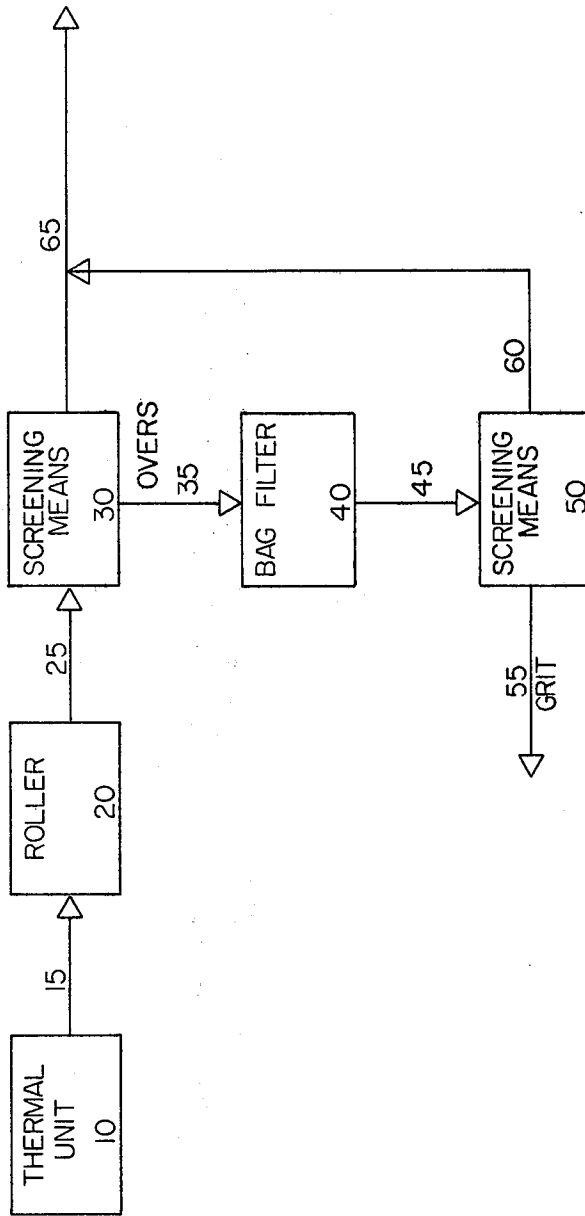 THERMAL
UNIT
10
15
ROLLER
20
25
SCREENING
MEANS
30
65
OVERS
35
BAG FILTER
40
45
SCREENING
MEANS
50
55
GRIT
60